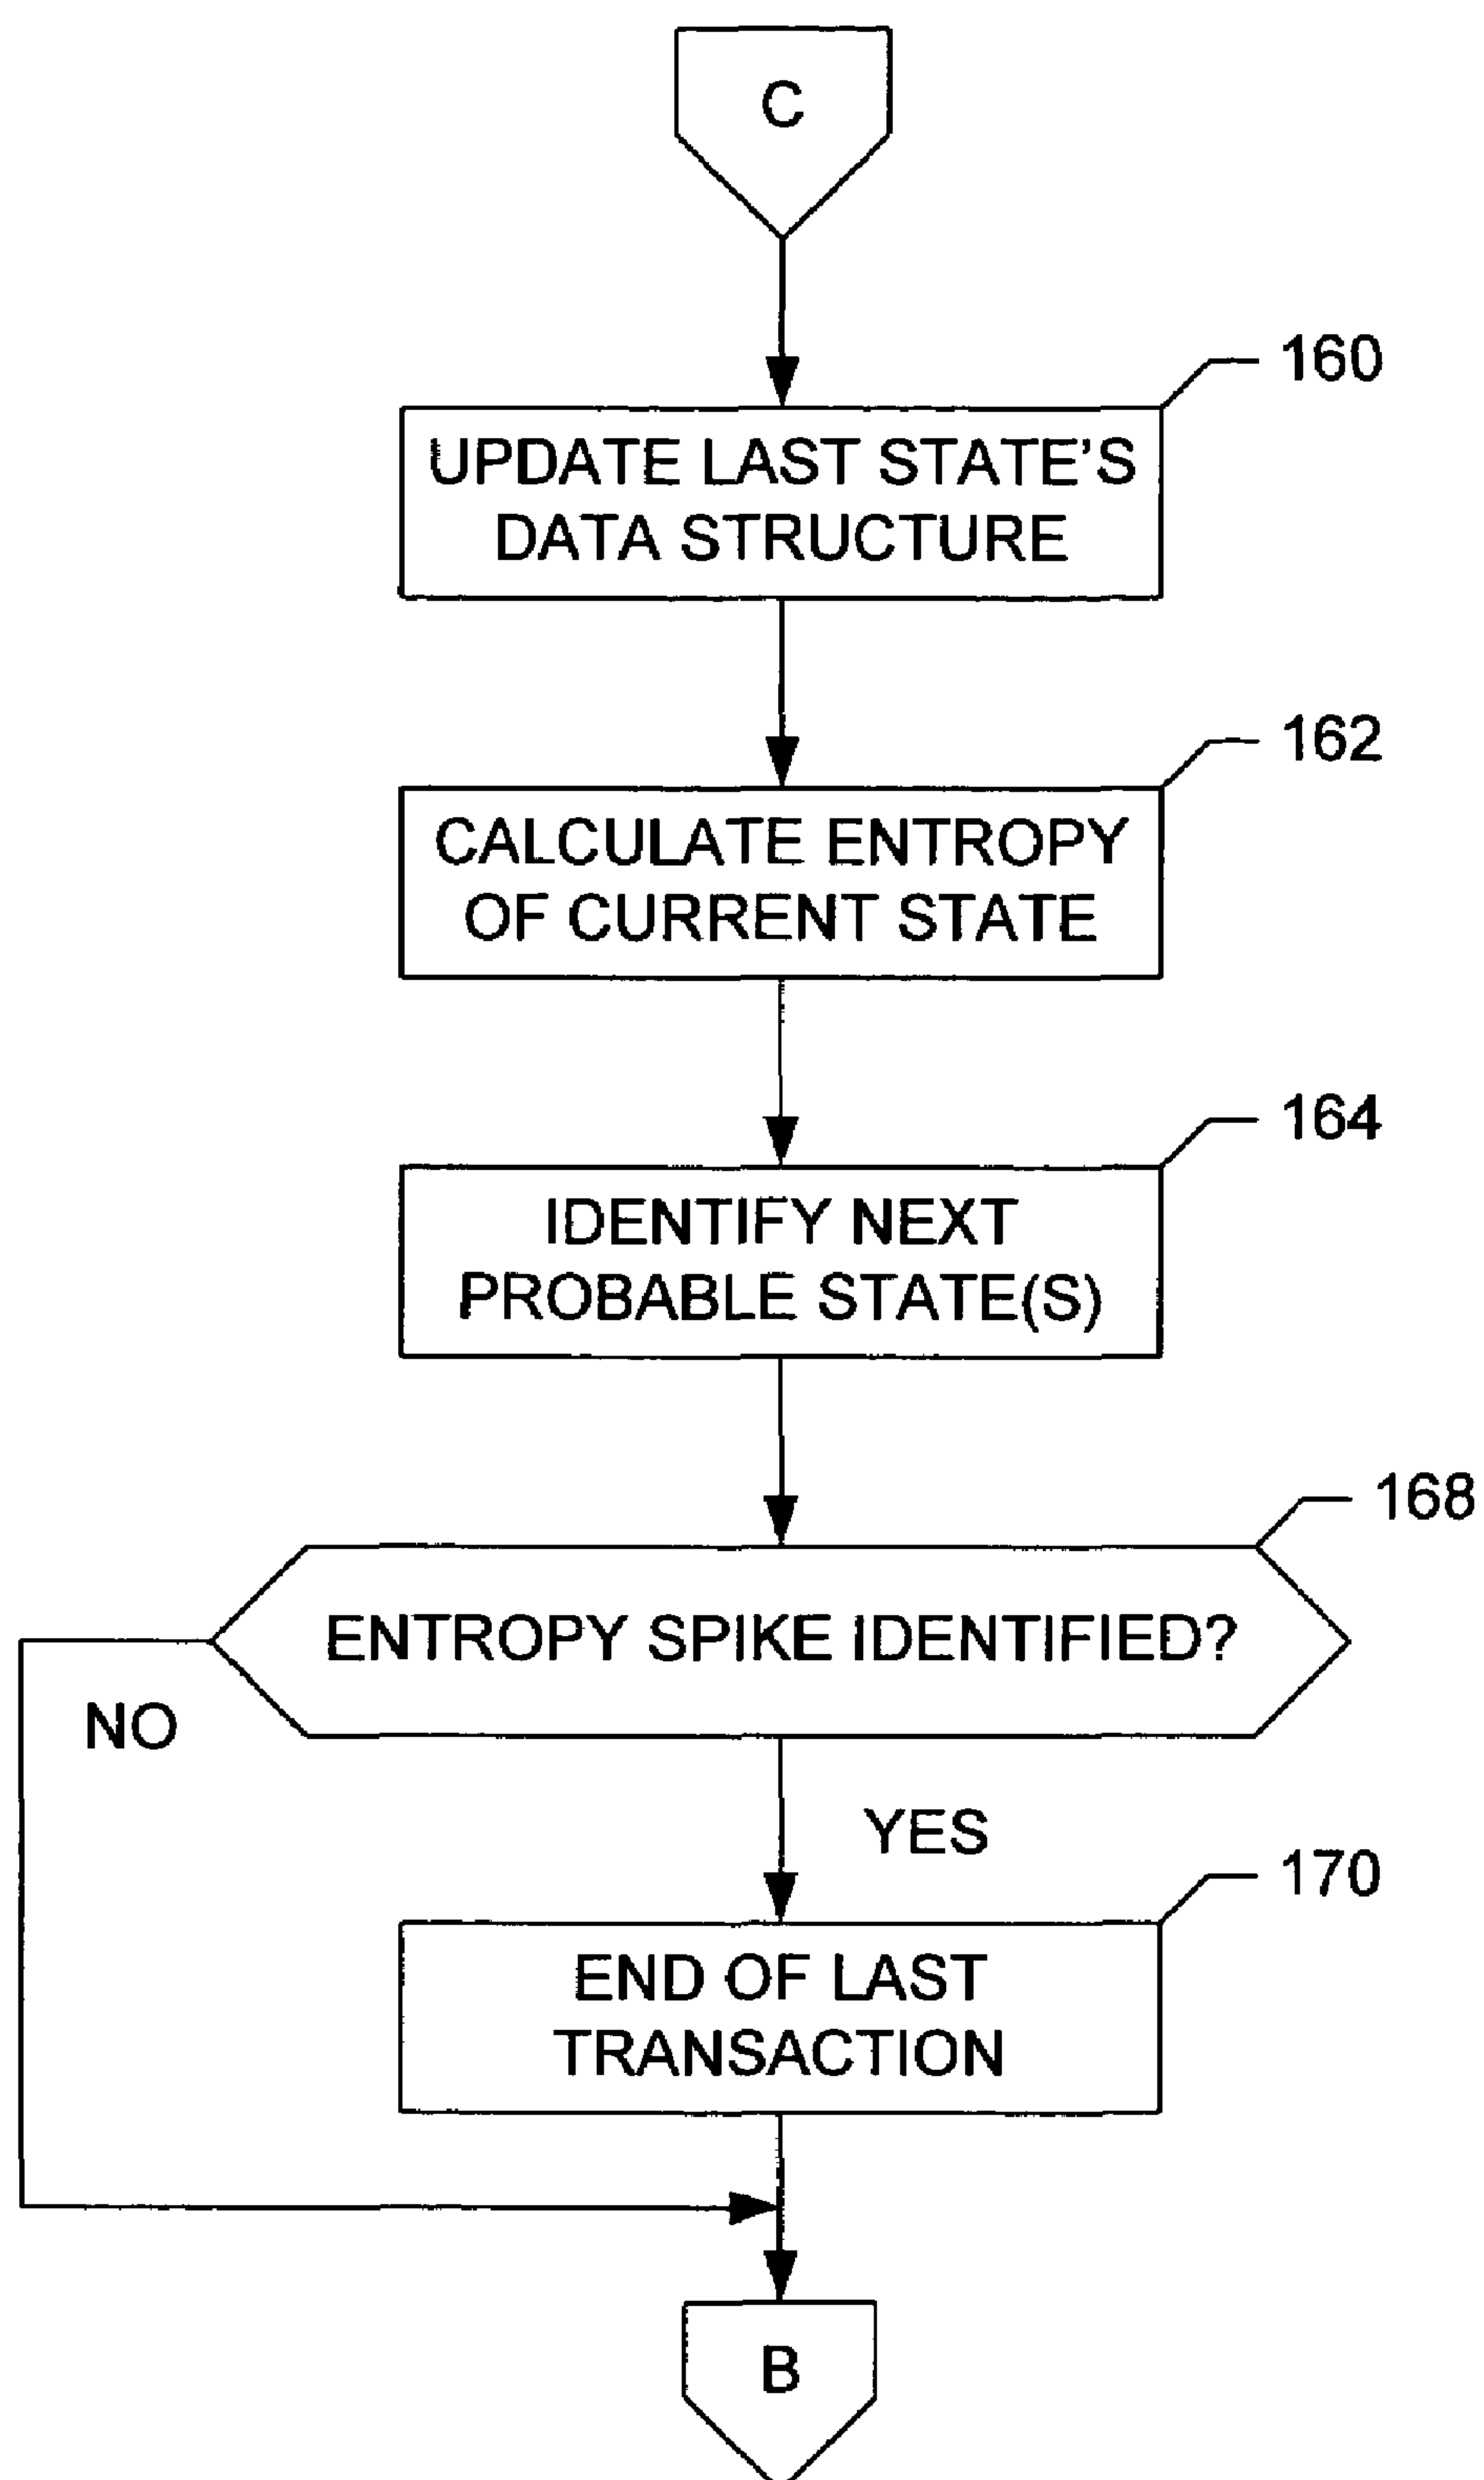 C
160
UPDATE LAST STATE'S
DATA STRUCTURE
162
CALCULATE ENTROPY
OF CURRENT STATE
164
IDENTIFY NEXT
PROBABLE STATE(S)
168
ENTROPY SPIKE IDENTIFIED?
NO
YES
170
END OF LAST
TRANSACTION
B